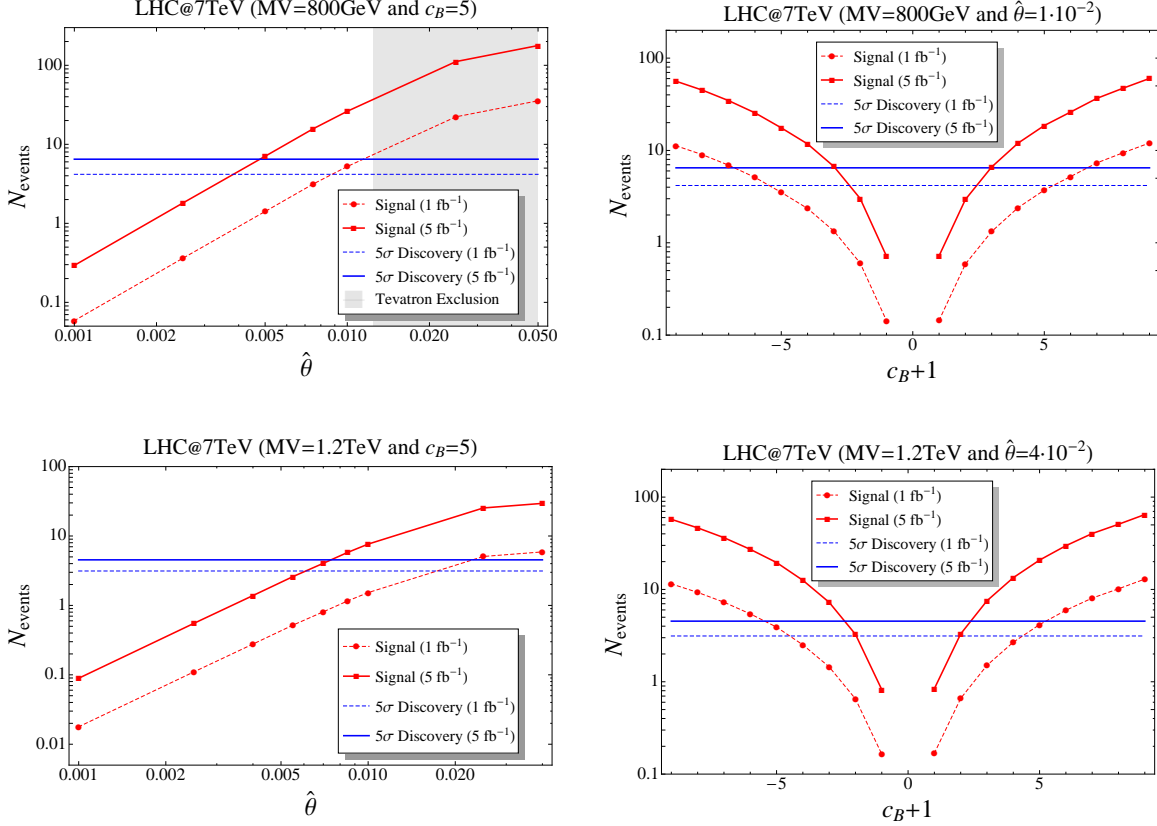 LHC@7TeV (MV=800GeV and c_B=5)
N_events
100
10
1
0.1
Signal (1 fb⁻¹)
Signal (5 fb⁻¹)
5σ Discovery (1 fb⁻¹)
5σ Discovery (5 fb⁻¹)
Tevatron Exclusion
0.001
0.002
0.005
0.010
0.020
0.050
θ̂
LHC@7TeV (MV=800GeV and θ̂=1·10⁻²)
N_events
100
10
1
0.1
Signal (1 fb⁻¹)
Signal (5 fb⁻¹)
5σ Discovery (1 fb⁻¹)
5σ Discovery (5 fb⁻¹)
−5
0
5
c_B+1
LHC@7TeV (MV=1.2TeV and c_B=5)
N_events
100
10
1
0.1
0.01
Signal (1 fb⁻¹)
Signal (5 fb⁻¹)
5σ Discovery (1 fb⁻¹)
5σ Discovery (5 fb⁻¹)
0.001
0.002
0.005
0.010
0.020
θ̂
LHC@7TeV (MV=1.2TeV and θ̂=4·10⁻²)
N_events
100
10
1
0.1
Signal (1 fb⁻¹)
Signal (5 fb⁻¹)
5σ Discovery (1 fb⁻¹)
5σ Discovery (5 fb⁻¹)
−5
0
5
c_B+1